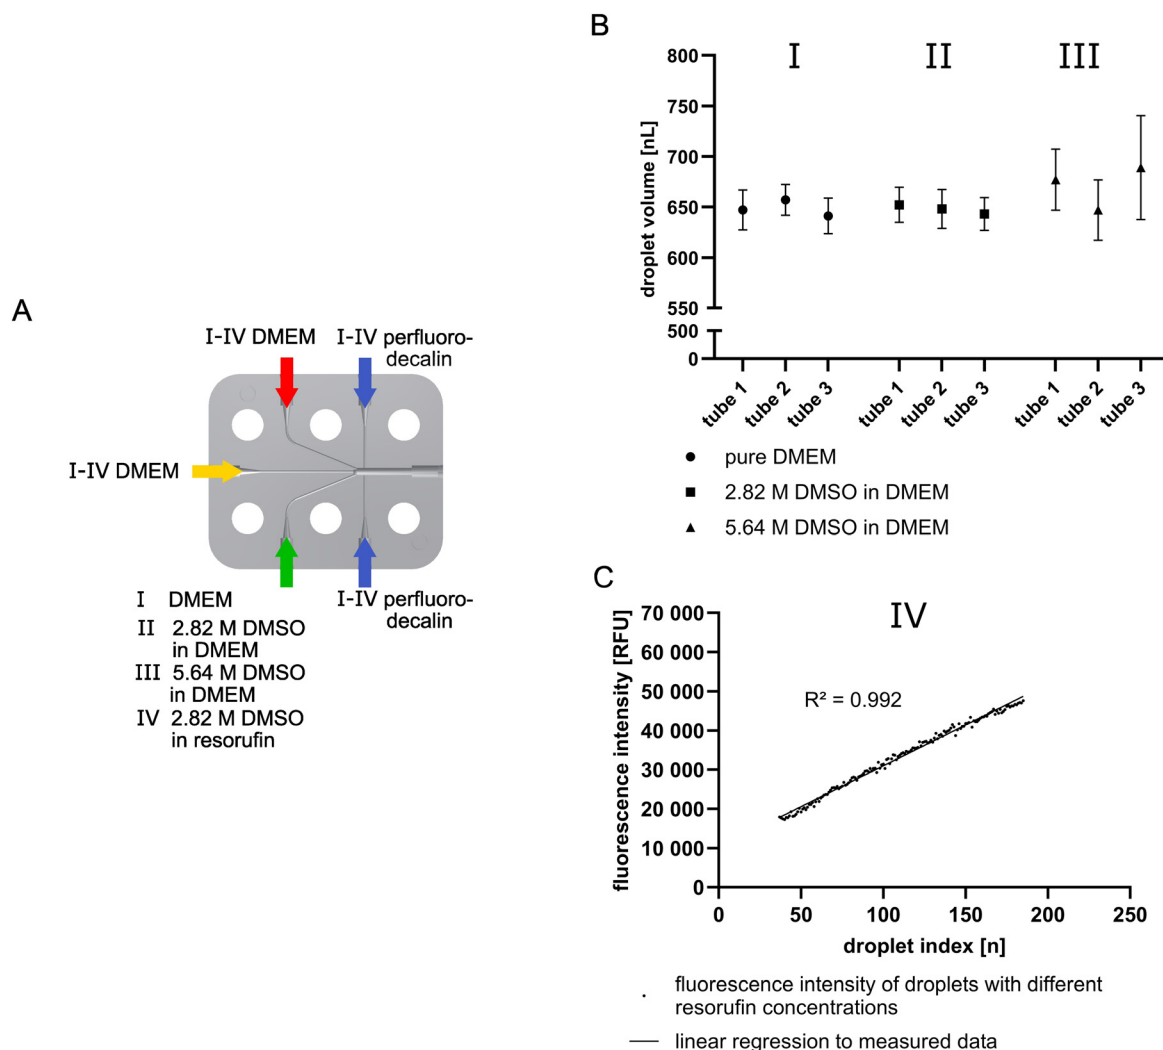 A
I-IV DMEM
I-IV perfluoro-
decalin
I-IV DMEM
I-IV perfluoro-
decalin
I DMEM
II 2.82 M DMSO
in DMEM
III 5.64 M DMSO
in DMEM
IV 2.82 M DMSO
in resorufin
B
I II III
droplet volume [nL]
800
750
700
650
600
550
500
0
tube 1 tube 2 tube 3 tube 1 tube 2 tube 3 tube 1 tube 2 tube 3
pure DMEM
2.82 M DMSO in DMEM
5.64 M DMSO in DMEM
C
IV
fluorescence intensity [RFU]
70 000
60 000
50 000
40 000
30 000
20 000
10 000
0
R² = 0.992
0 50 100 150 200 250
droplet index [n]
fluorescence intensity of droplets with different
resorufin concentrations
linear regression to measured data